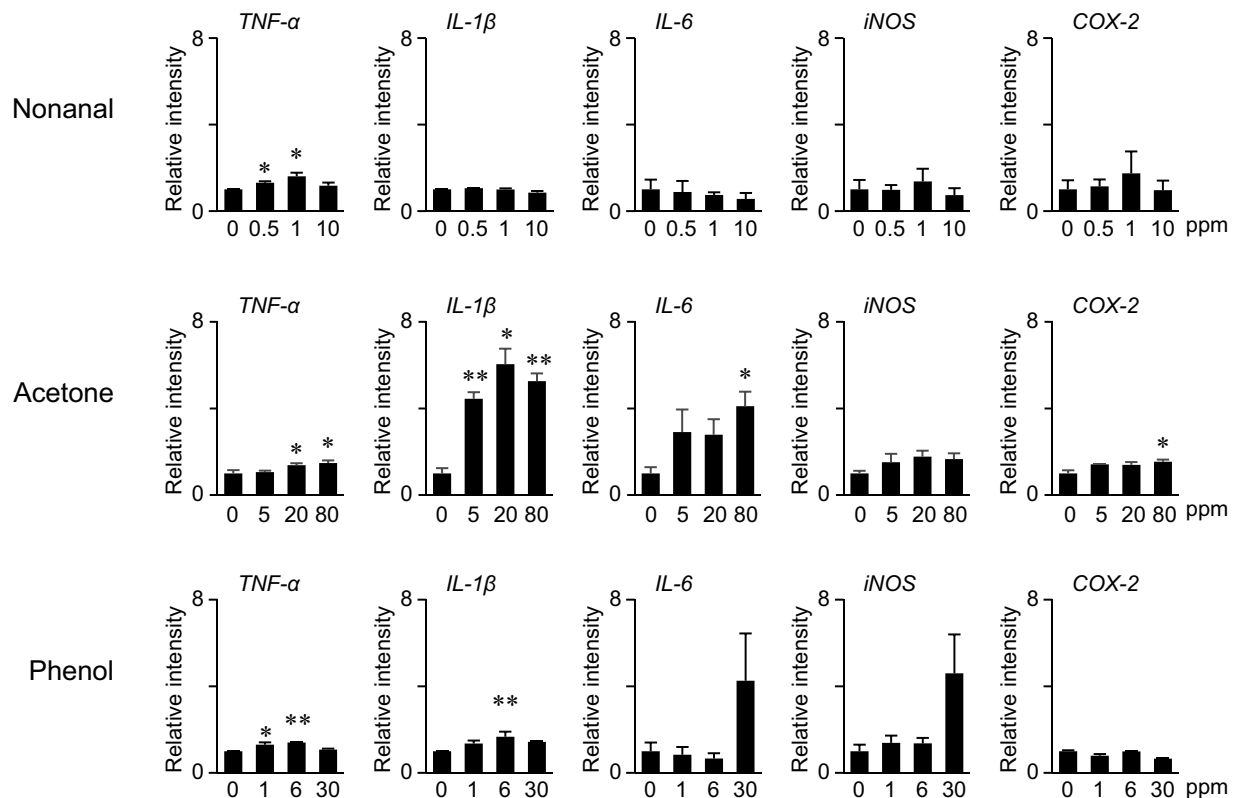 TNF-α IL-1β IL-6 iNOS COX-2
Nonanal
Relative intensity 8 0 * * 0 0.5 1 10
Relative intensity 8 0 0 0.5 1 10
Relative intensity 8 0 0 0.5 1 10
Relative intensity 8 0 0 0.5 1 10
Relative intensity 8 0 0 0.5 1 10 ppm
TNF-α IL-1β IL-6 iNOS COX-2
Acetone
Relative intensity 8 0 * * 0 5 20 80
Relative intensity 8 0 ** * ** 0 5 20 80
Relative intensity 8 0 * 0 5 20 80
Relative intensity 8 0 0 5 20 80
Relative intensity 8 0 * 0 5 20 80 ppm
TNF-α IL-1β IL-6 iNOS COX-2
Phenol
Relative intensity 8 0 * ** 0 1 6 30
Relative intensity 8 0 ** 0 1 6 30
Relative intensity 8 0 0 1 6 30
Relative intensity 8 0 0 1 6 30
Relative intensity 8 0 0 1 6 30 ppm